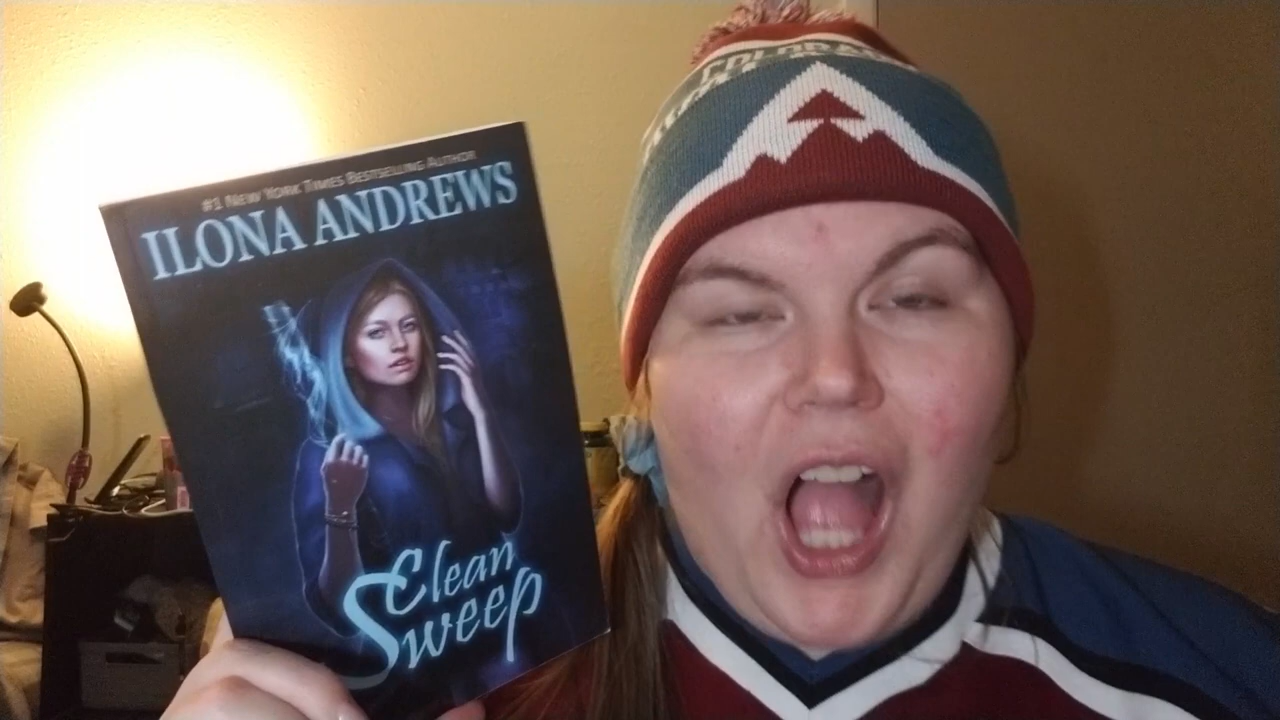 #1 NEW YORK TIMES BESTSELLING AUTHOR
ILONA ANDREWS
Clean
Sweep